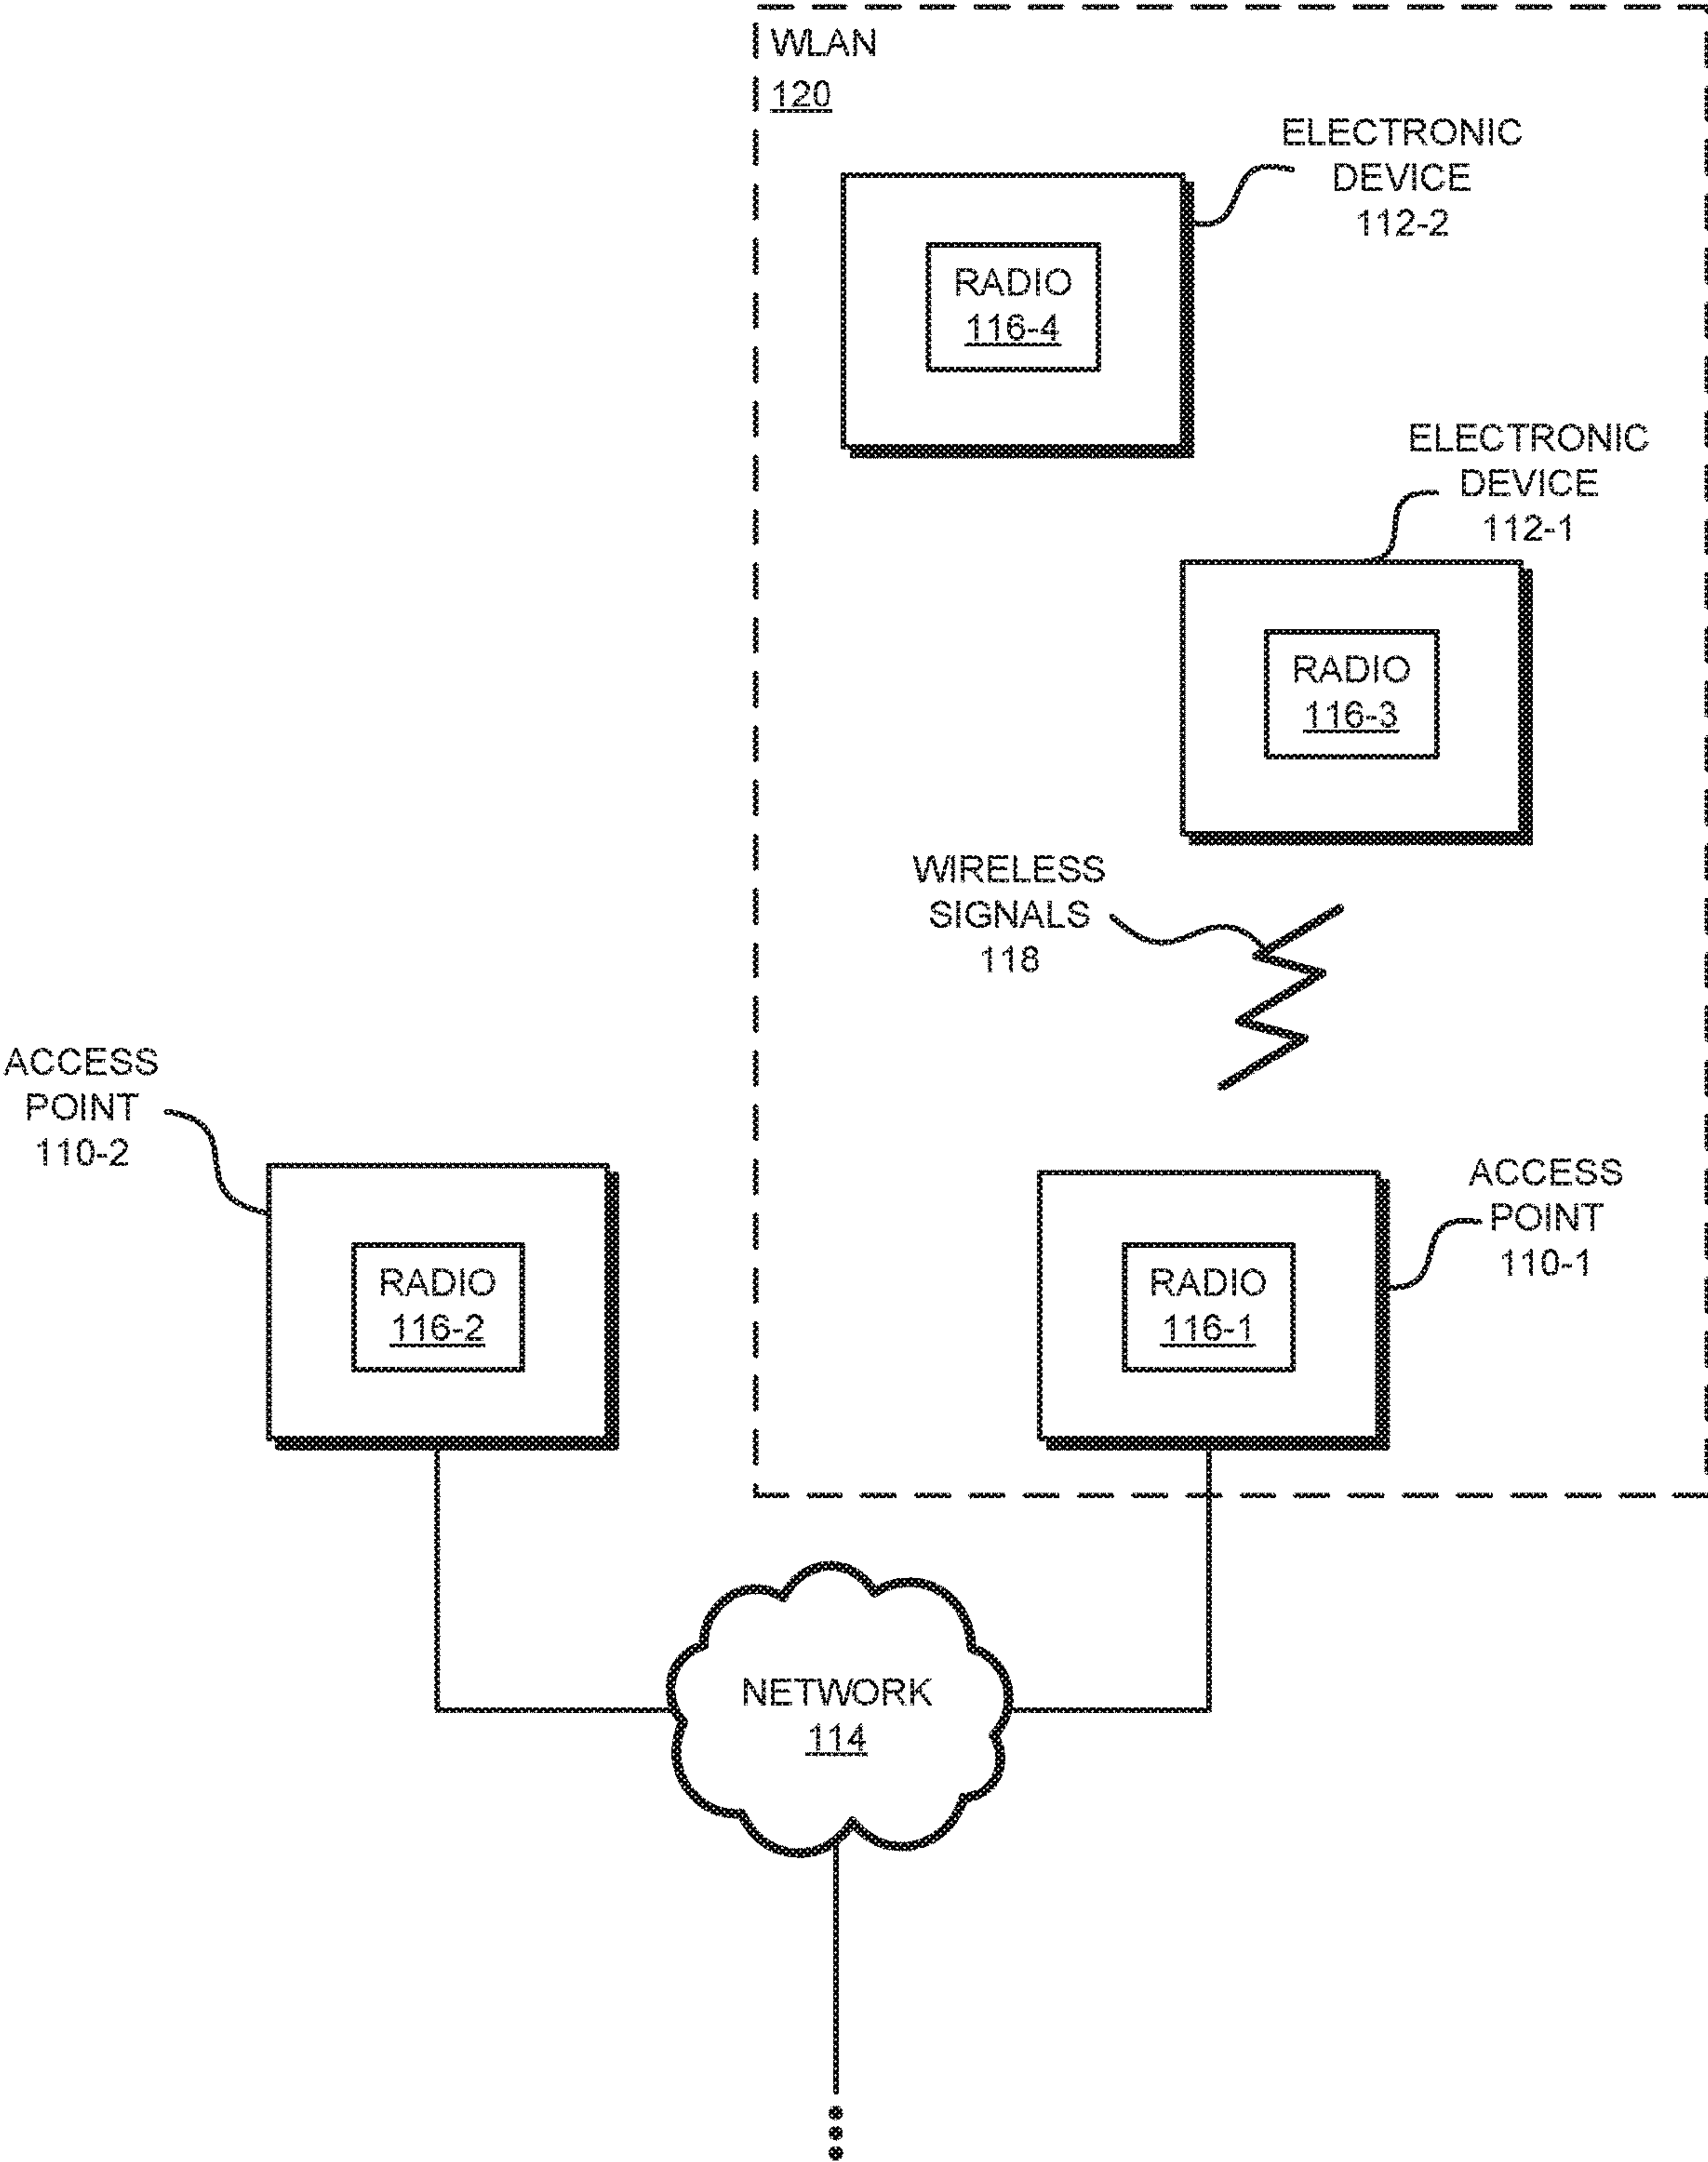 WLAN
120
ELECTRONIC
DEVICE
112-2
RADIO
116-4
ELECTRONIC
DEVICE
112-1
RADIO
116-3
WIRELESS
SIGNALS
118
ACCESS
POINT
110-2
RADIO
116-2
ACCESS
POINT
110-1
RADIO
116-1
NETWORK
114